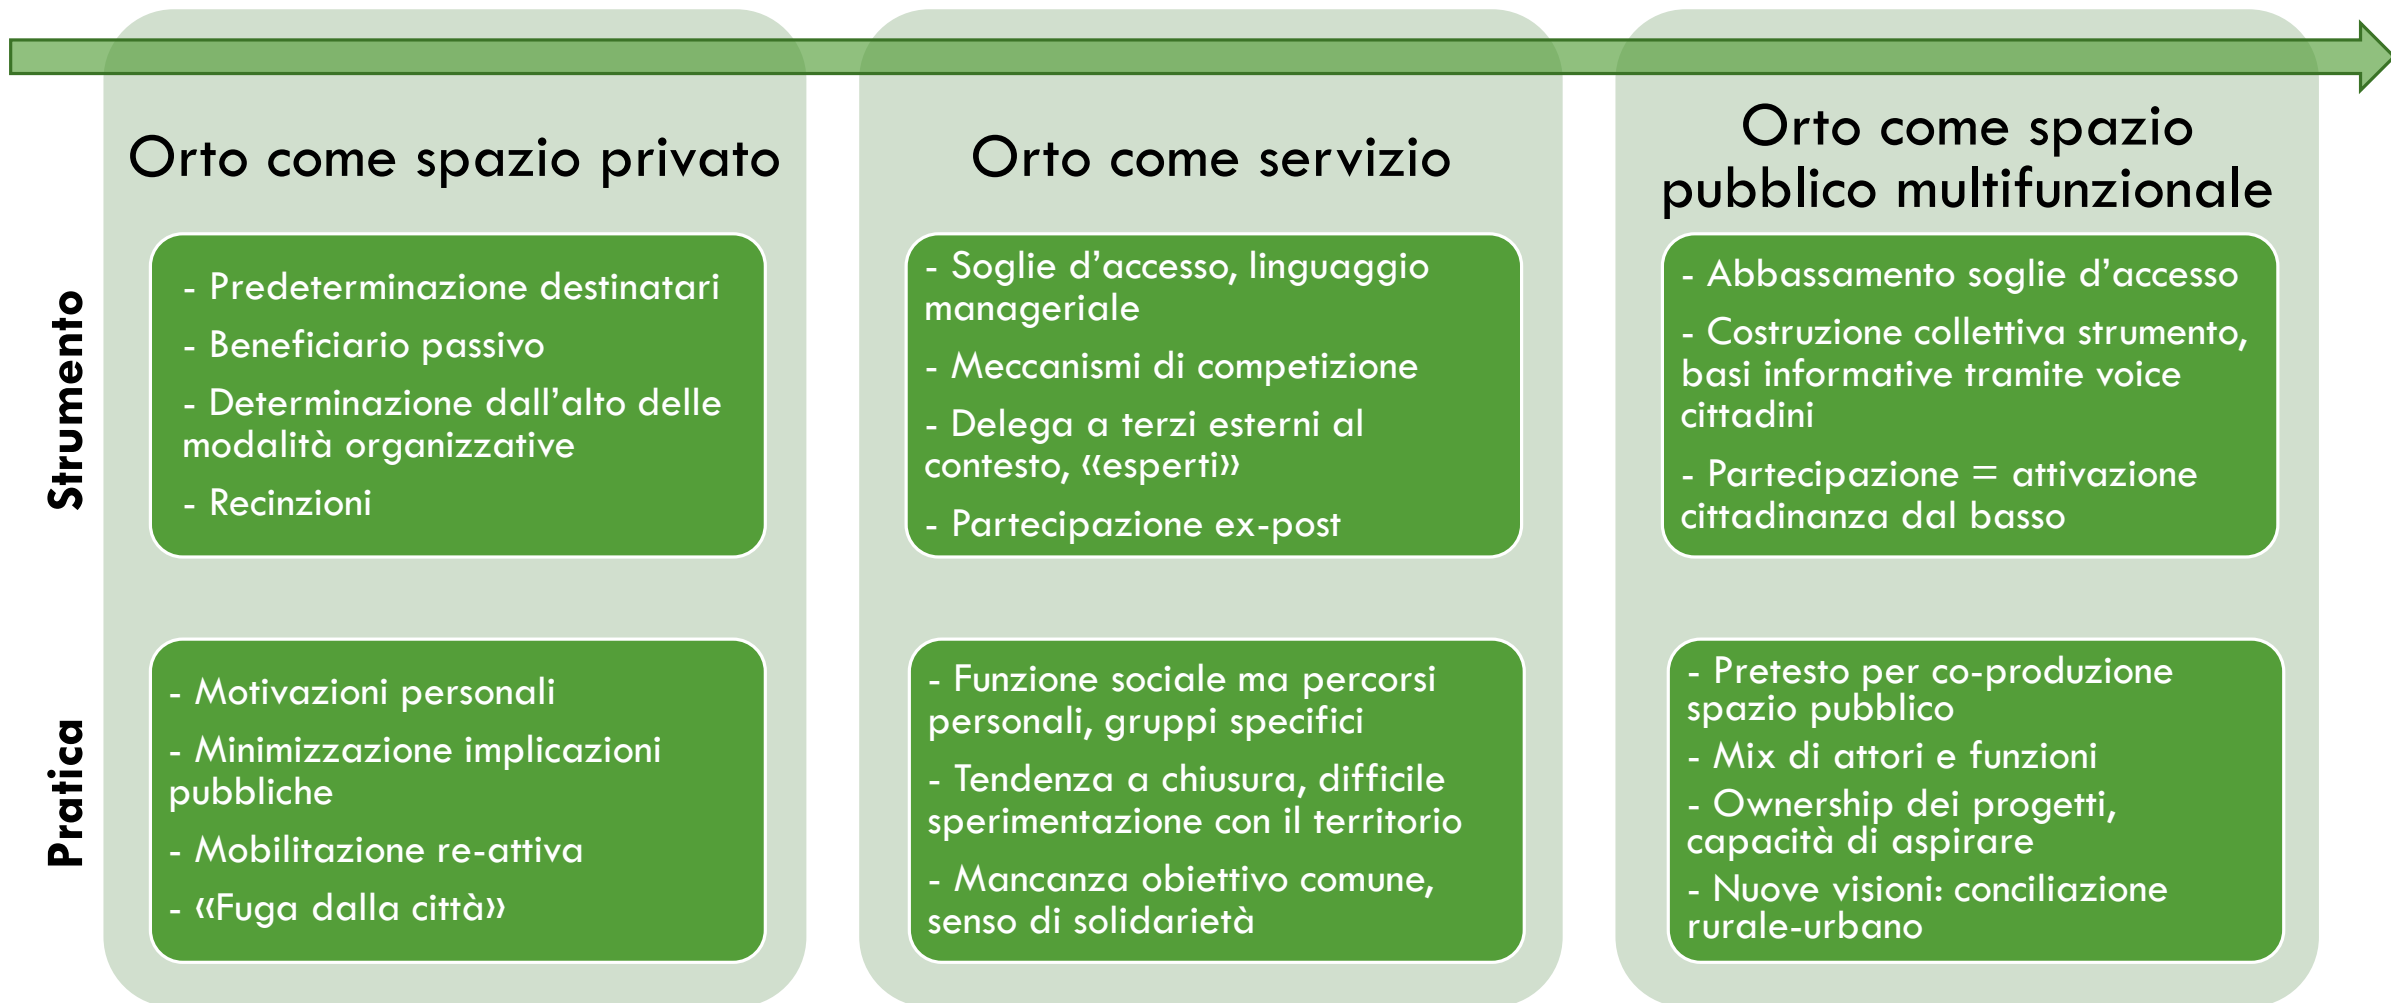 Orto come spazio privato
Orto come servizio
Orto come spazio
pubblico multifunzionale
Strumento
- Predeterminazione destinatari
- Beneficiario passivo
- Determinazione dall’alto delle
modalità organizzative
- Recinzioni
- Soglie d’accesso, linguaggio
manageriale
- Meccanismi di competizione
- Delega a terzi esterni al
contesto, «esperti»
- Partecipazione ex-post
- Abbassamento soglie d’accesso
- Costruzione collettiva strumento,
basi informative tramite voice
cittadini
- Partecipazione = attivazione
cittadinanza dal basso
Pratica
- Motivazioni personali
- Minimizzazione implicazioni
pubbliche
- Mobilitazione re-attiva
- «Fuga dalla città»
- Funzione sociale ma percorsi
personali, gruppi specifici
- Tendenza a chiusura, difficile
sperimentazione con il territorio
- Mancanza obiettivo comune,
senso di solidarietà
- Pretesto per co-produzione
spazio pubblico
- Mix di attori e funzioni
- Ownership dei progetti,
capacità di aspirare
- Nuove visioni: conciliazione
rurale-urbano